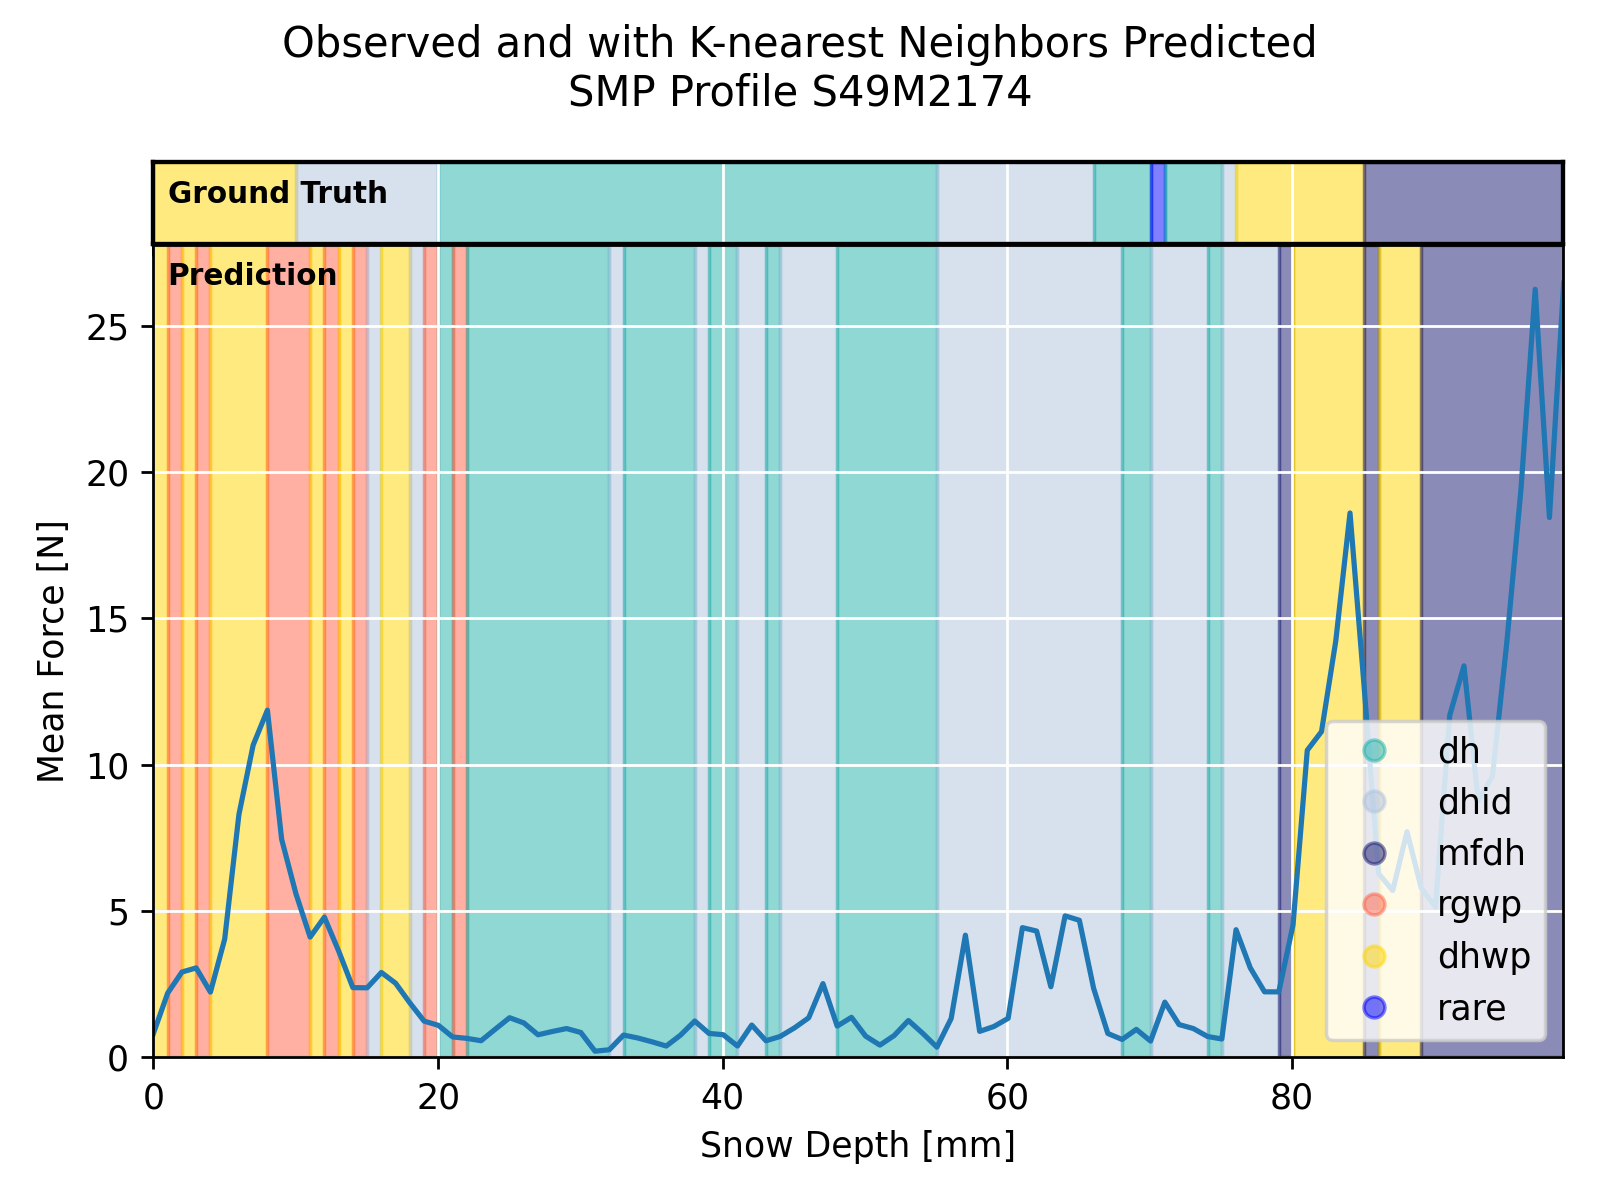 Observed and with K-nearest Neighbors Predicted
SMP Profile S49M2174
Ground Truth
Prediction
25
20
15
10
5
0
Mean Force [N]
dh
dhid
mfdh
rgwp
dhwp
rare
0 20 40 60 80
Snow Depth [mm]